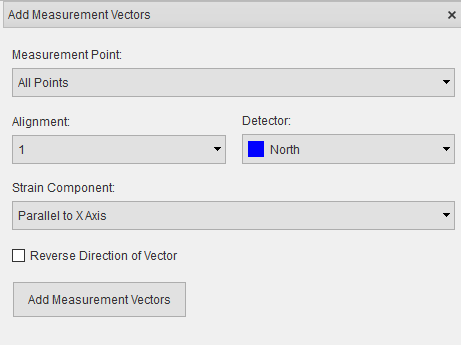 Add Measurement Vectors ×
Measurement Point:
All Points
Alignment: Detector:
1 North
Strain Component:
Parallel to X Axis
Reverse Direction of Vector
Add Measurement Vectors